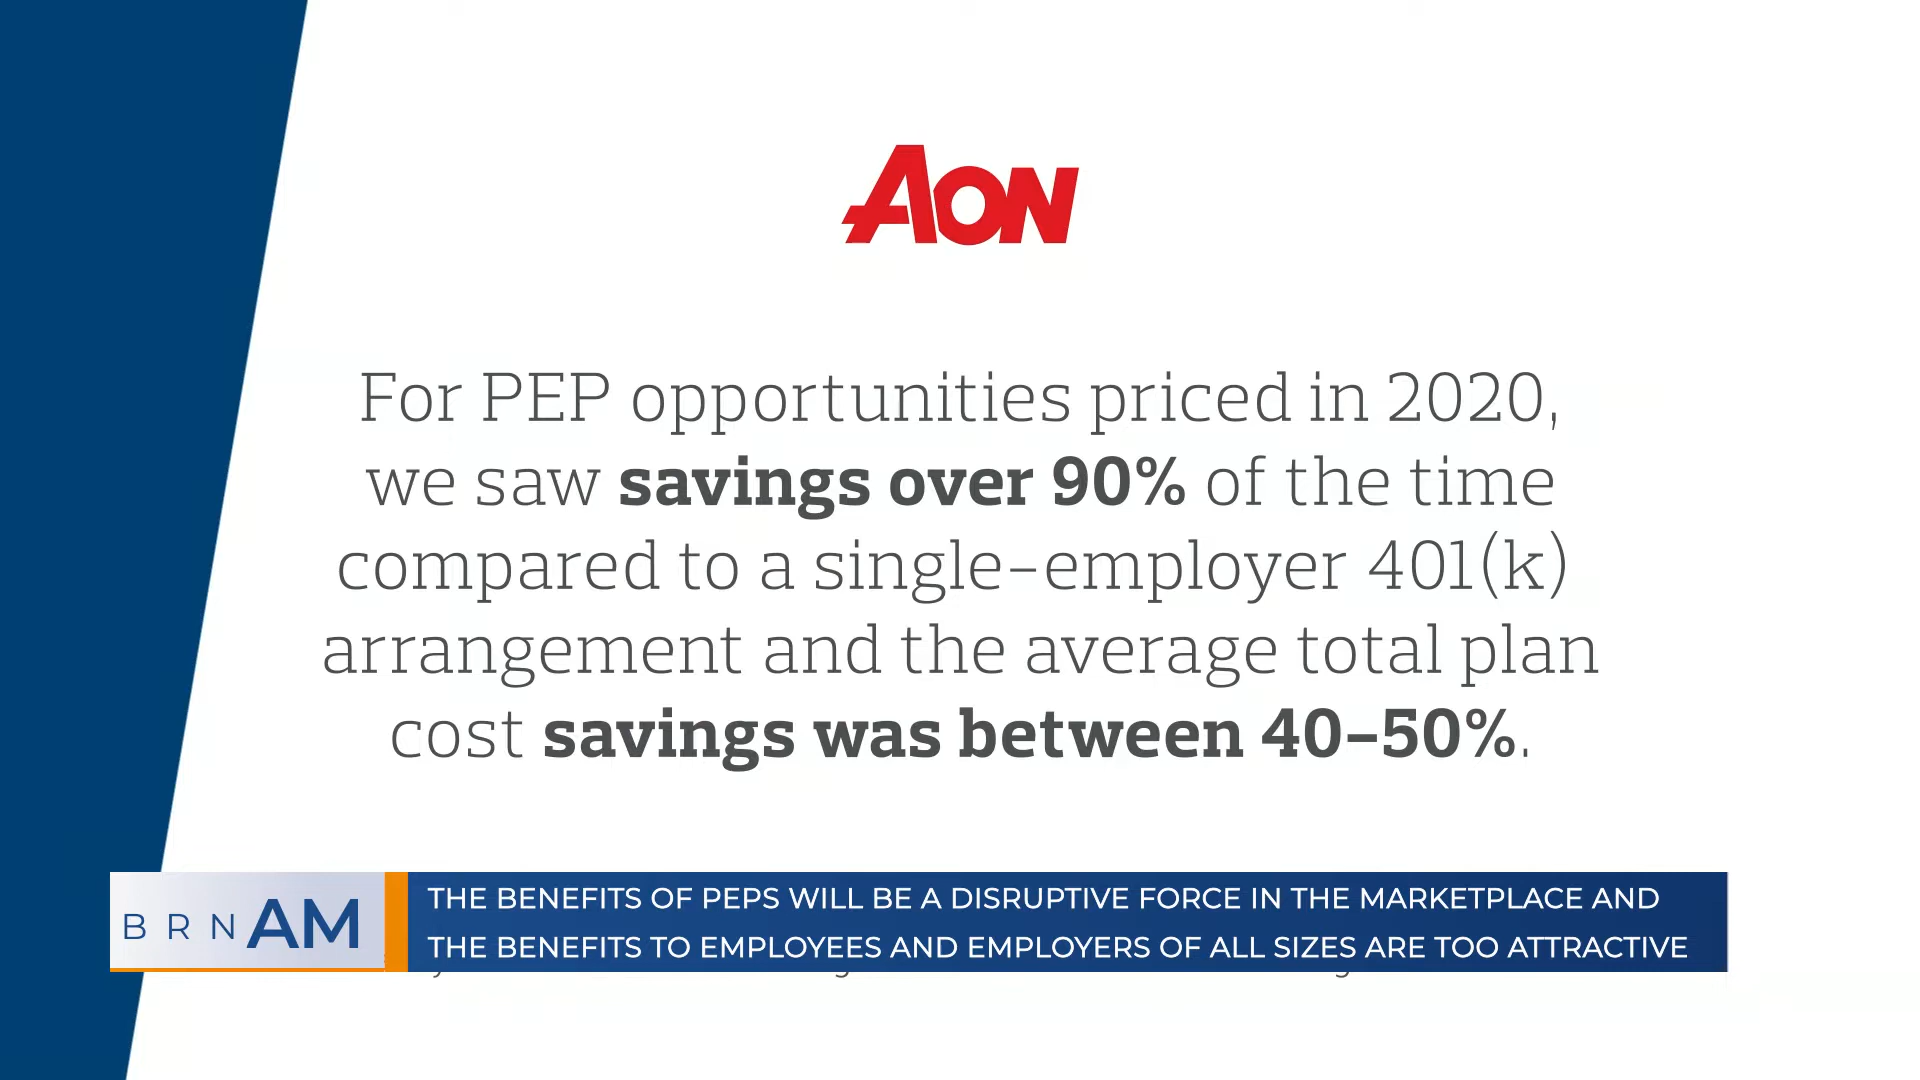 AON
For PEP opportunities priced in 2020,
we saw savings over 90% of the time
compared to a single-employer 401(k)
arrangement and the average total plan
cost savings was between 40-50%.
BRN AM
THE BENEFITS OF PEPS WILL BE A DISRUPTIVE FORCE IN THE MARKETPLACE AND
THE BENEFITS TO EMPLOYEES AND EMPLOYERS OF ALL SIZES ARE TOO ATTRACTIVE